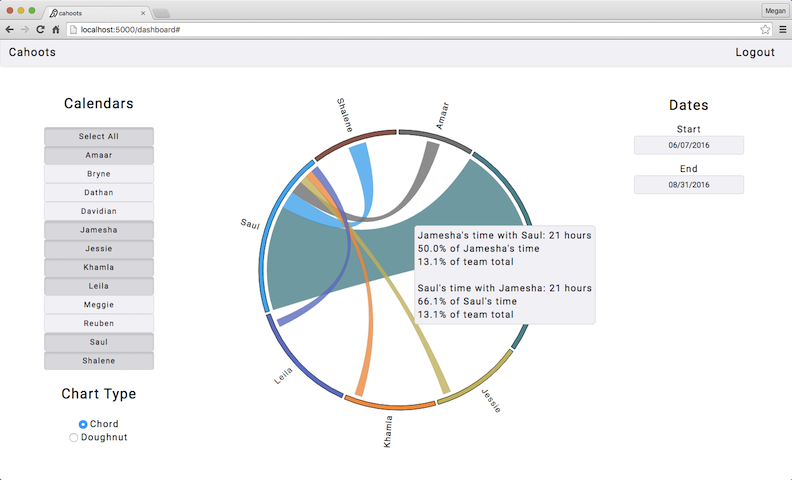 cahoots
Megan
localhost:5000/dashboard#
Cahoots
Logout
Calendars
Select All
Amaar
Bryne
Dathan
Davidian
Jamesha
Jessie
Khamla
Leila
Meggie
Reuben
Saul
Shalene
Chart Type
Chord
Doughnut
Shalene
Amaar
Saul
Leila
Khamla
Jessie
Jamesha's time with Saul: 21 hours
50.0% of Jamesha's time
13.1% of team total
Saul's time with Jamesha: 21 hours
66.1% of Saul's time
13.1% of team total
Dates
Start
06/07/2016
End
08/31/2016